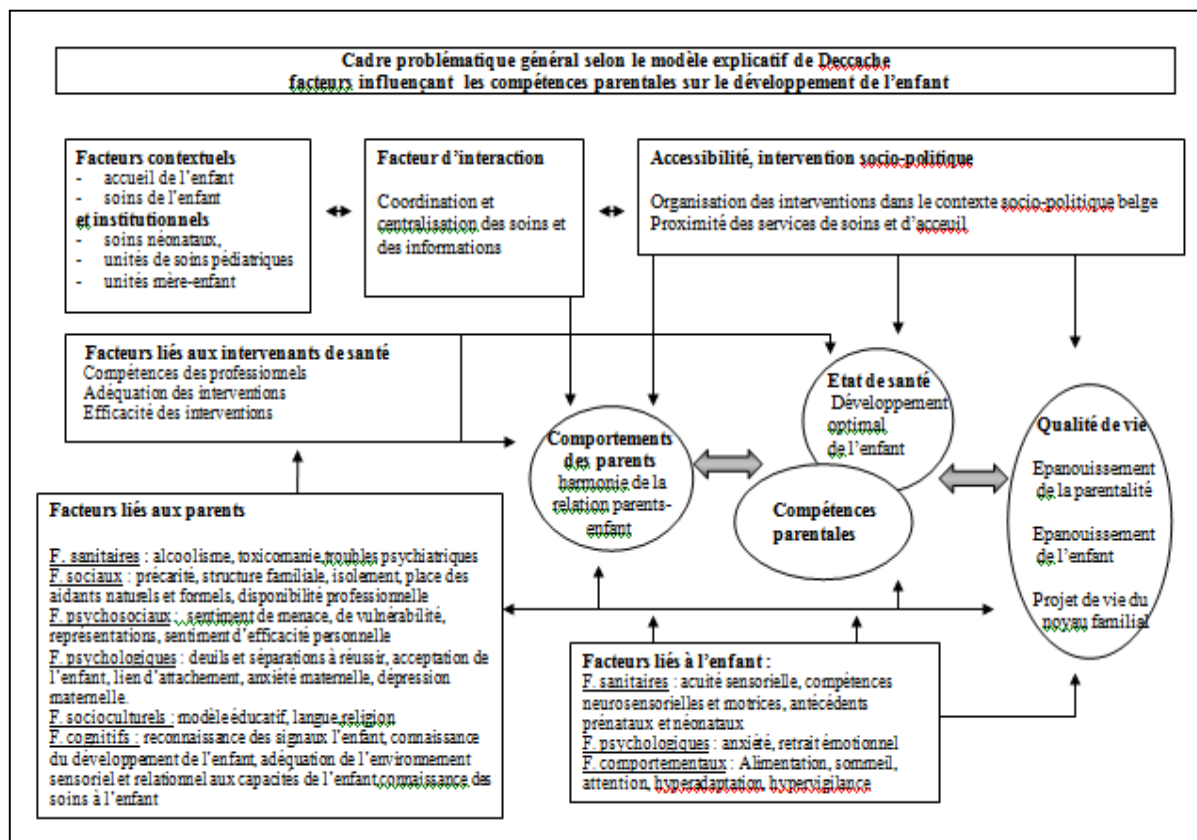 Cadre problématique général selon le modèle explicatif de Deccache
facteurs influençant les compétences parentales sur le développement de l'enfant
Facteurs contextuels
- accueil de l'enfant
- soins de l'enfant
et institutionnels
- soins néonataux,
- unités de soins pédiatriques
- unités mère-enfant
Facteur d'interaction
Coordination et
centralisation des soins et
des informations
Accessibilité, intervention socio-politique
Organisation des interventions dans le contexte socio-politique belge
Proximité des services de soins et d'acceuil
Facteurs liés aux intervenants de santé
Compétences des professionnels
Adéquation des interventions
Efficacité des interventions
Comportements
des parents
harmonie de la
relation parents-
enfant
Etat de santé
Développement
optimal
de l'enfant
Compétences
parentales
Qualité de vie
Epanouissement
de la parentalité
Epanouissement
de l'enfant
Projet de vie du
noyau familial
Facteurs liés aux parents
F. sanitaires : alcoolisme, toxicomanie,troubles psychiatriques
F. sociaux : précarité, structure familiale, isolement, place des
aidants naturels et formels, disponibilité professionnelle
F. psychosociaux : sentiment de menace, de vulnérabilité,
représentations, sentiment d'efficacité personnelle
F. psychologiques : deuils et séparations à réussir, acceptation de
l'enfant, lien d'attachement, anxiété maternelle, dépression
maternelle.
F. socioculturels : modèle éducatif, langue,religion
F. cognitifs : reconnaissance des signaux l'enfant, connaissance
du développement de l'enfant, adéquation de l'environnement
sensoriel et relationnel aux capacités de l'enfant,connaissance des
soins à l'enfant
Facteurs liés à l'enfant :
F. sanitaires : acuité sensorielle, compétences
neurosensorielles et motrices, antécédents
prénataux et néonataux
F. psychologiques : anxiété, retrait émotionnel
F. comportementaux : Alimentation, sommeil,
attention, hyperadaptation, hypervigilance